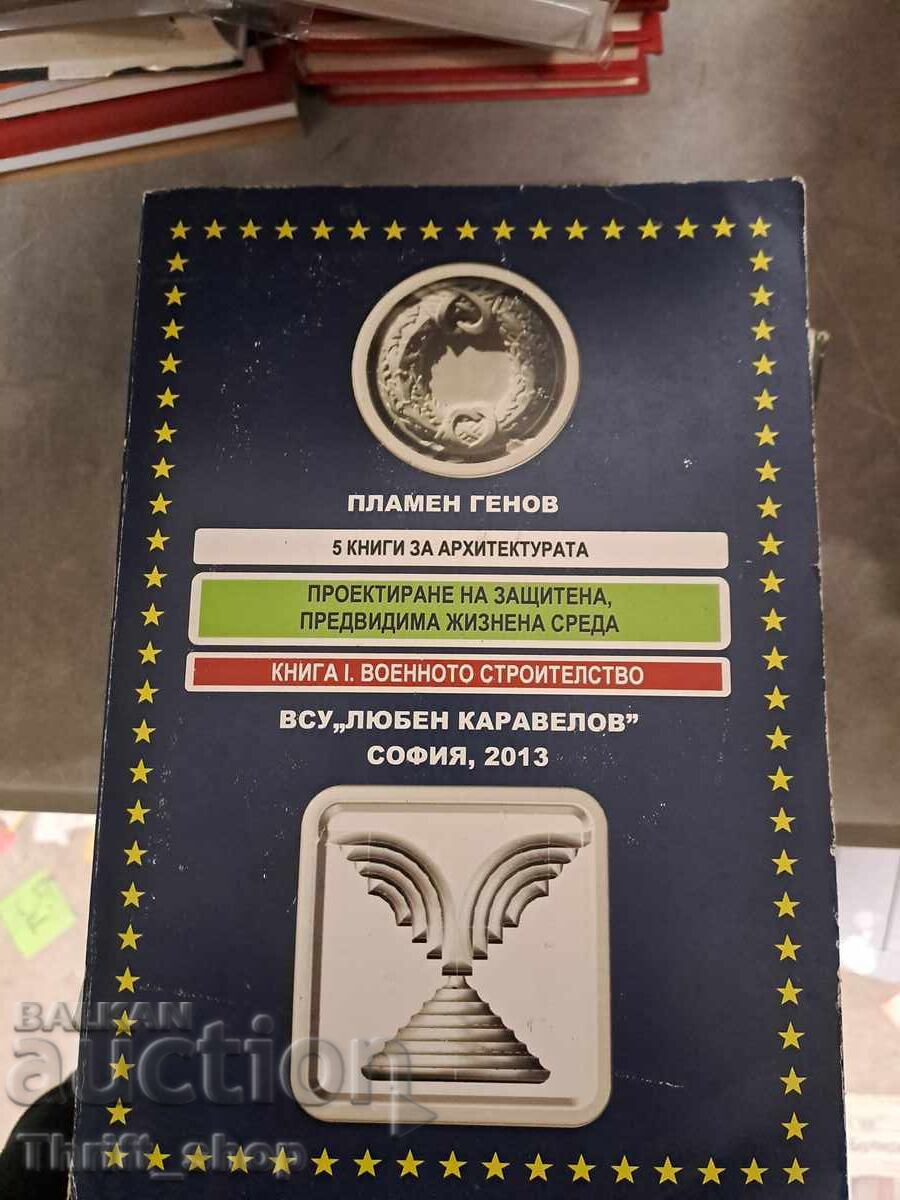 ПЛАМЕН ГЕНОВ
5 КНИГИ ЗА АРХИТЕКТУРАТА
ПРОЕКТИРАНЕ НА ЗАЩИТЕНА,
ПРЕДВИДИМА ЖИЗНЕНА СРЕДА
КНИГА I. ВОЕННОТО СТРОИТЕЛСТВО
ВСУ„ЛЮБЕН КАРАВЕЛОВ”
СОФИЯ, 2013
BALKAN
auction
Thrift_shop